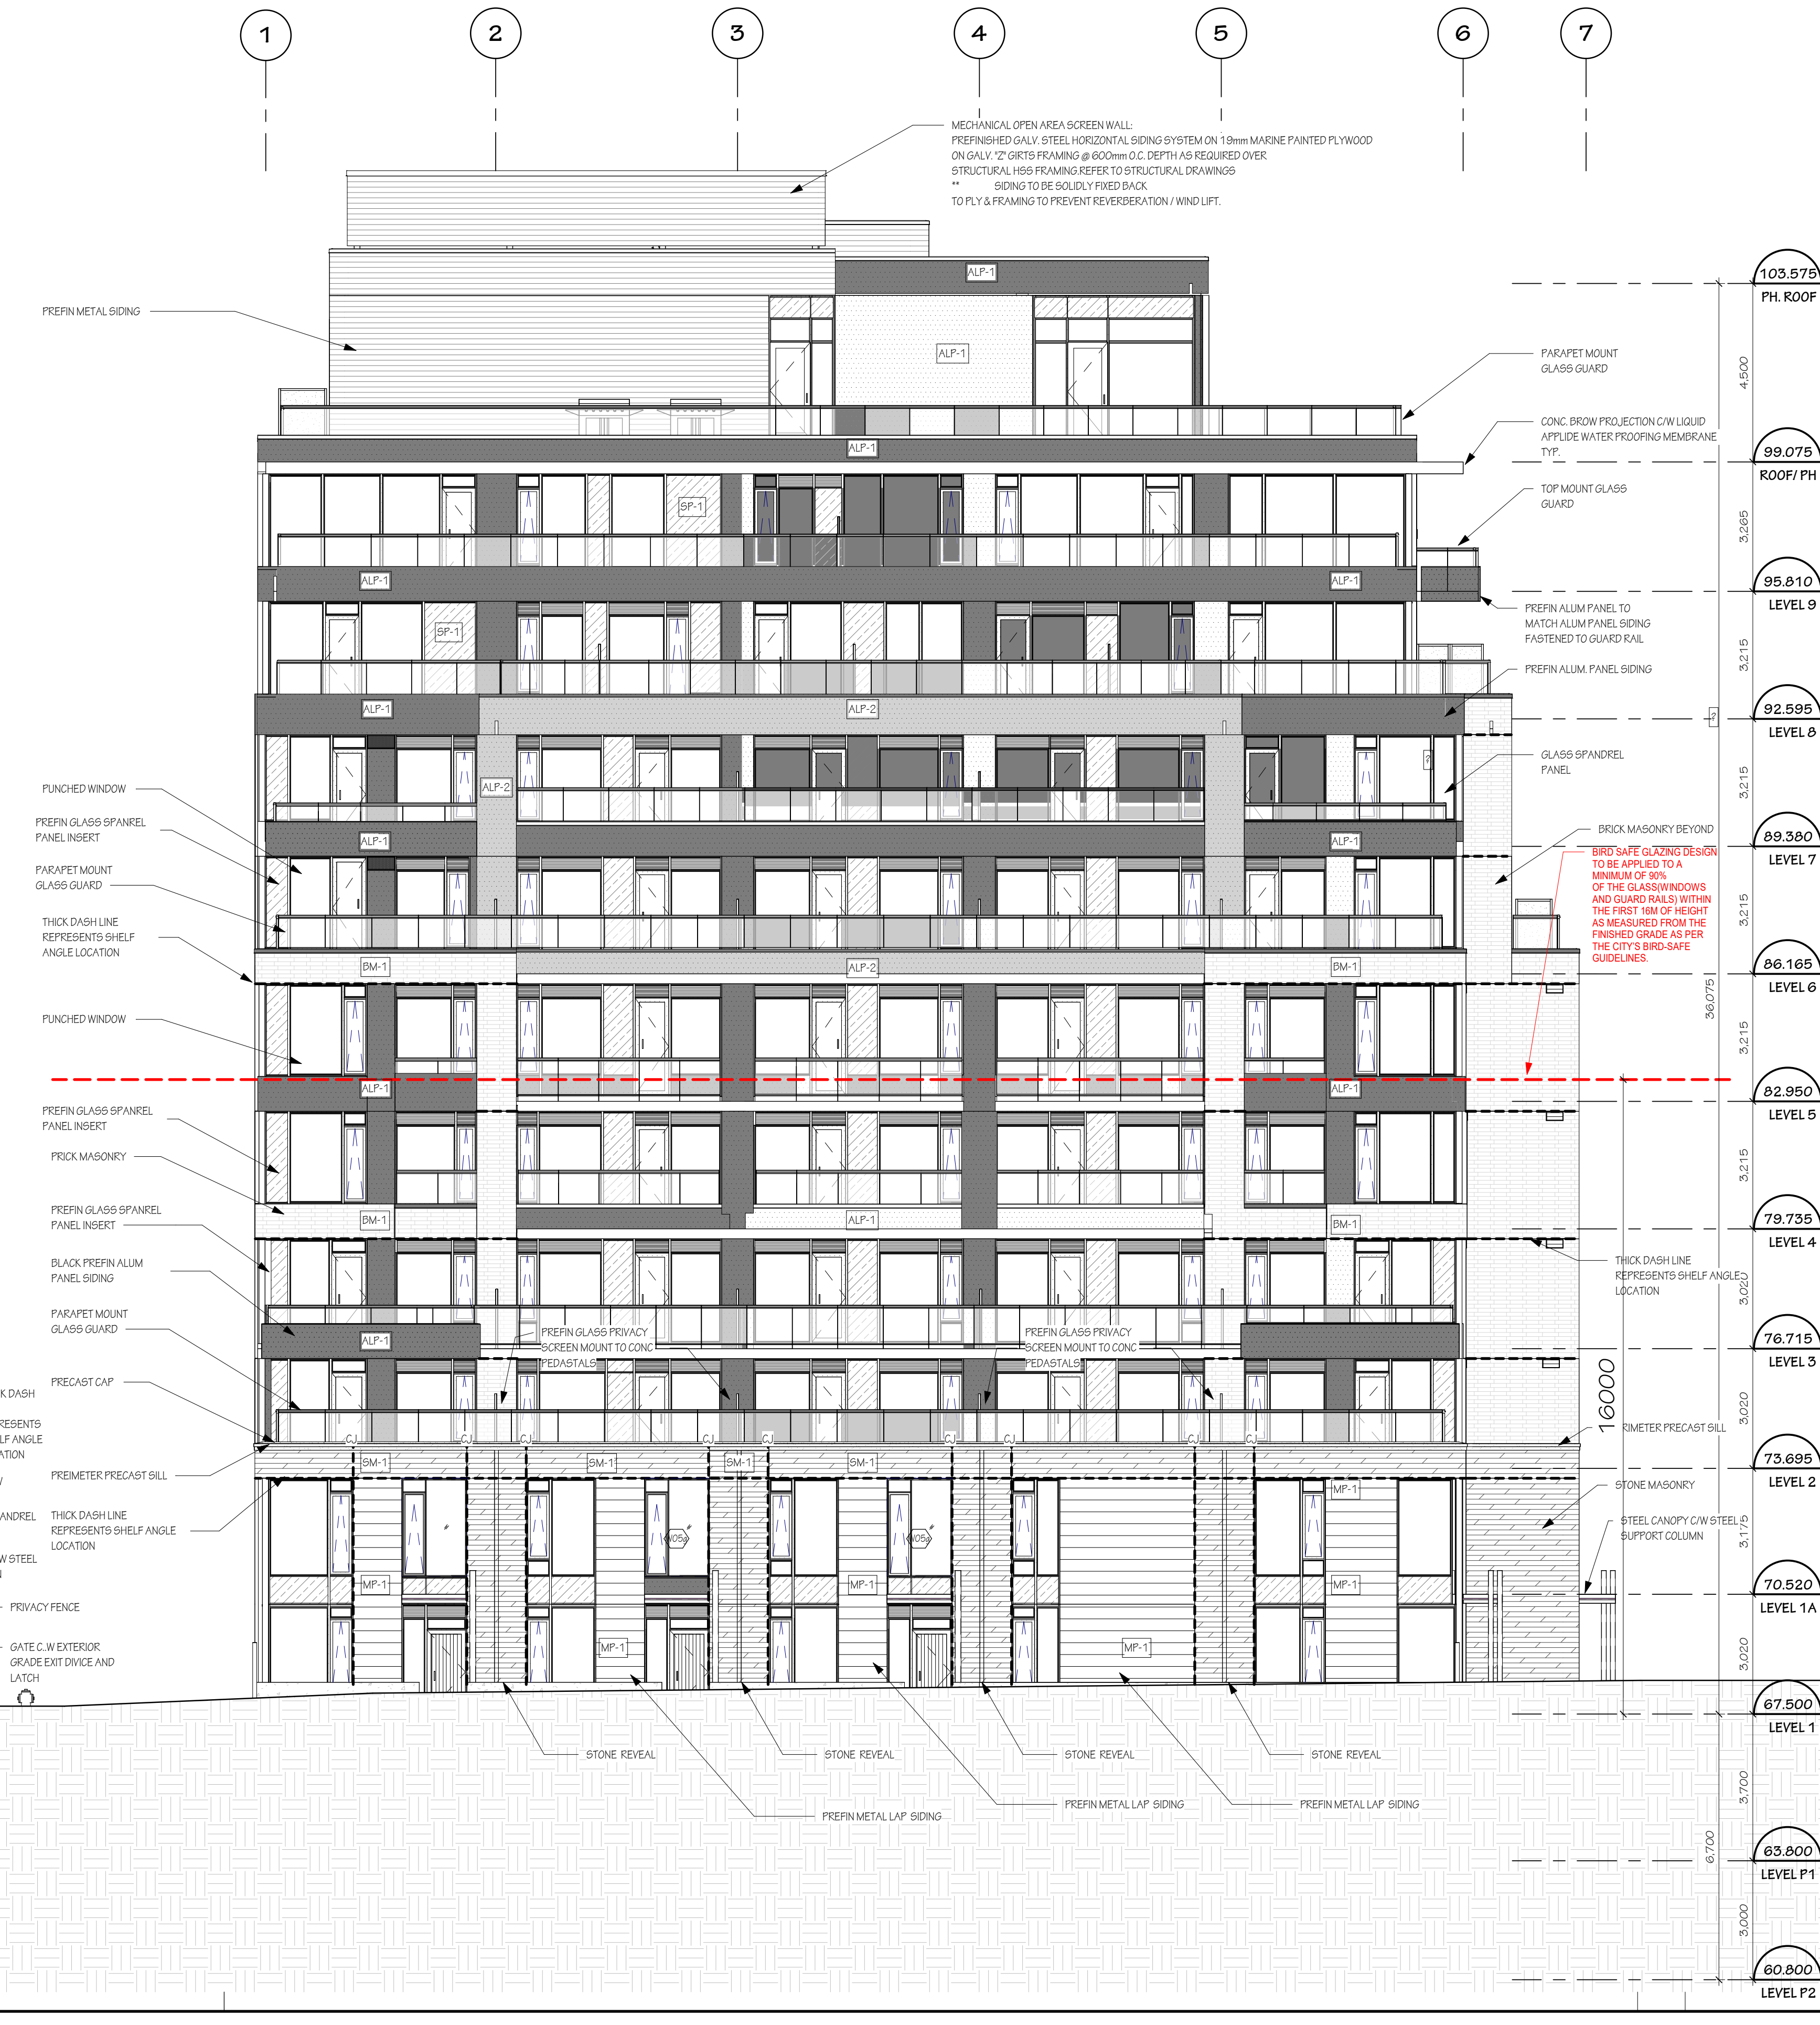 1
2
3
4
5
6
7
MECHANICAL OPEN AREA SCREEN WALL:
PREFINISHED GALV. STEEL HORIZONTAL SIDING SYSTEM ON 19mm MARINE PAINTED PLYWOOD
ON GALV. "Z" GIRTS FRAMING @ 600mm O.C. DEPTH AS REQUIRED OVER
STRUCTURAL HSS FRAMING.REFER TO STRUCTURAL DRAWINGS
** SIDING TO BE SOLIDLY FIXED BACK
TO PLY & FRAMING TO PREVENT REVERBERATION / WIND LIFT.
PREFIN METAL SIDING
PUNCHED WINDOW
PREFIN GLASS SPANREL
PANEL INSERT
PARAPET MOUNT
GLASS GUARD
THICK DASH LINE
REPRESENTS SHELF
ANGLE LOCATION
PUNCHED WINDOW
PREFIN GLASS SPANREL
PANEL INSERT
PRICK MASONRY
PREFIN GLASS SPANREL
PANEL INSERT
BLACK PREFIN ALUM
PANEL SIDING
PARAPET MOUNT
GLASS GUARD
PRECAST CAP
K DASH
RESENTS
LF ANGLE
ATION
PREIMETER PRECAST SILL
ANDREL
THICK DASH LINE
REPRESENTS SHELF ANGLE
LOCATION
W STEEL
PRIVACY FENCE
GATE C..W EXTERIOR
GRADE EXIT DIVICE AND
LATCH
ALP-1
ALP-1
ALP-1
SP-1
ALP-1
ALP-1
SP-1
ALP-1
ALP-2
ALP-2
ALP-1
ALP-1
BM-1
ALP-2
BM-1
ALP-1
ALP-1
BM-1
ALP-1
BM-1
ALP-1
PREFIN GLASS PRIVACY
SCREEN MOUNT TO CONC
PEDASTALS
PREFIN GLASS PRIVACY
SCREEN MOUNT TO CONC
PEDASTALS
CJ
CJ
CJ
CJ
CJ
CJ
CJ
CJ
CJ
SM-1
SM-1
SM-1
SM-1
MP-1
MP-1
MP-1
MP-1
MP-1
MP-1
STONE REVEAL
STONE REVEAL
STONE REVEAL
STONE REVEAL
PREFIN METAL LAP SIDING
PREFIN METAL LAP SIDING
PREFIN METAL LAP SIDING
PARAPET MOUNT
GLASS GUARD
CONC. BROW PROJECTION C/W LIQUID
APPLIDE WATER PROOFING MEMBRANE
TYP.
TOP MOUNT GLASS
GUARD
PREFIN ALUM PANEL TO
MATCH ALUM PANEL SIDING
FASTENED TO GUARD RAIL
PREFIN ALUM. PANEL SIDING
GLASS SPANDREL
PANEL
BRICK MASONRY BEYOND
BIRD SAFE GLAZING DESIGN
TO BE APPLIED TO A
MINIMUM OF 90%
OF THE GLASS(WINDOWS
AND GUARD RAILS) WITHIN
THE FIRST 16M OF HEIGHT
AS MEASURED FROM THE
FINISHED GRADE AS PER
THE CITY'S BIRD-SAFE
GUIDELINES.
THICK DASH LINE
REPRESENTS SHELF ANGLE
LOCATION
RIMETER PRECAST SILL
STONE MASONRY
STEEL CANOPY C/W STEEL
SUPPORT COLUMN
16000
36,075
6,700
4,500
3,265
3,215
3,215
3,215
3,215
3,215
3,020
3,020
3,175
3,020
3,700
3,000
103.575
PH. ROOF
99.075
ROOF/ PH
95.810
LEVEL 9
92.595
LEVEL 8
89.380
LEVEL 7
86.165
LEVEL 6
82.950
LEVEL 5
79.735
LEVEL 4
76.715
LEVEL 3
73.695
LEVEL 2
70.520
LEVEL 1A
67.500
LEVEL 1
63.800
LEVEL P1
60.800
LEVEL P2